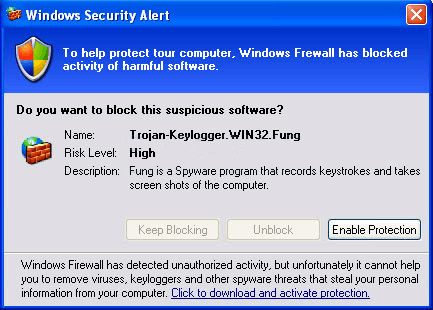 Windows Security Alert
To help protect tour computer, Windows Firewall has blocked
activity of harmful software.
Do you want to block this suspicious software?
Name: Trojan-Keylogger.WIN32.Fung
Risk Level: High
Description: Fung is a Spyware program that records keystrokes and takes
screen shots of the computer.
Keep Blocking Unblock Enable Protection
Windows Firewall has detected unauthorized activity, but unfortunately it cannot help
you to remove viruses, keyloggers and other spyware threats that steal your personal
information from your computer. Click to download and activate protection.